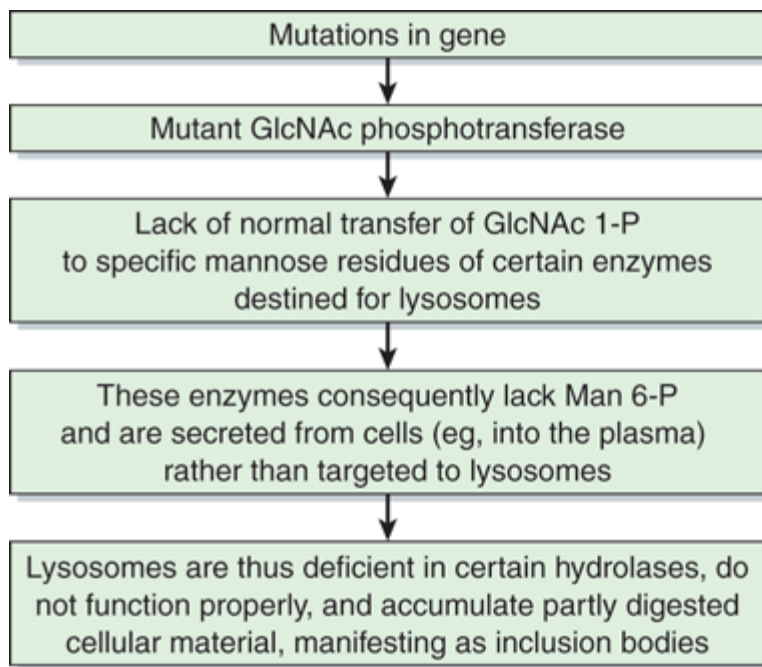 Mutations in gene
Mutant GlcNAc phosphotransferase
Lack of normal transfer of GlcNAc 1-P
to specific mannose residues of certain enzymes
destined for lysosomes
These enzymes consequently lack Man 6-P
and are secreted from cells (eg, into the plasma)
rather than targeted to lysosomes
Lysosomes are thus deficient in certain hydrolases, do
not function properly, and accumulate partly digested
cellular material, manifesting as inclusion bodies